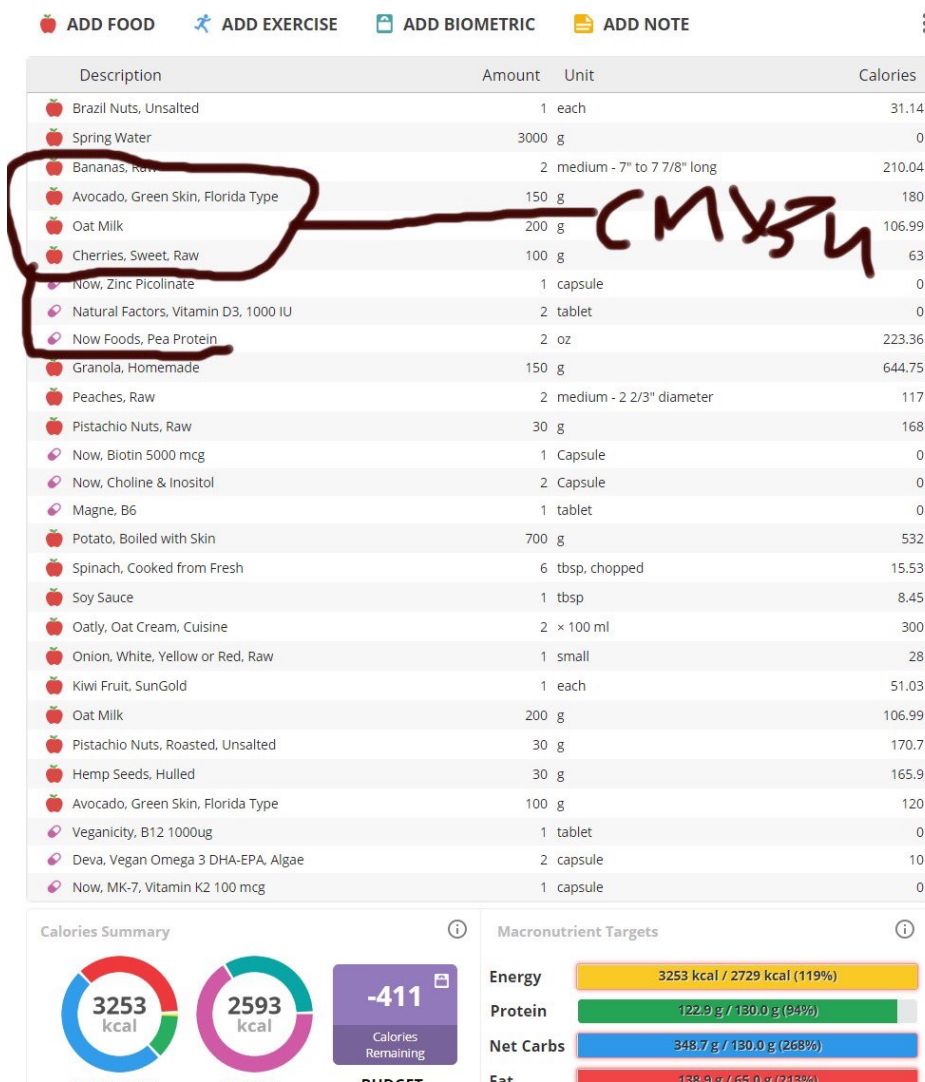 ADD FOOD ADD EXERCISE ADD BIOMETRIC ADD NOTE
Description Amount Unit Calories
Brazil Nuts, Unsalted 1 each 31.14
Spring Water 3000 g 0
Bananas, Raw 2 medium - 7" to 7 7/8" long 210.04
Avocado, Green Skin, Florida Type 150 g 180
Oat Milk 200 g 106.99
смузи
Cherries, Sweet, Raw 100 g 63
Now, Zinc Picolinate 1 capsule 0
Natural Factors, Vitamin D3, 1000 IU 2 tablet 0
Now Foods, Pea Protein 2 oz 223.36
Granola, Homemade 150 g 644.75
Peaches, Raw 2 medium - 2 2/3" diameter 117
Pistachio Nuts, Raw 30 g 168
Now, Biotin 5000 mcg 1 Capsule 0
Now, Choline & Inositol 2 Capsule 0
Magne, B6 1 tablet 0
Potato, Boiled with Skin 700 g 532
Spinach, Cooked from Fresh 6 tbsp, chopped 15.53
Soy Sauce 1 tbsp 8.45
Oatly, Oat Cream, Cuisine 2 × 100 ml 300
Onion, White, Yellow or Red, Raw 1 small 28
Kiwi Fruit, SunGold 1 each 51.03
Oat Milk 200 g 106.99
Pistachio Nuts, Roasted, Unsalted 30 g 170.7
Hemp Seeds, Hulled 30 g 165.9
Avocado, Green Skin, Florida Type 100 g 120
Veganicity, B12 1000ug 1 tablet 0
Deva, Vegan Omega 3 DHA-EPA, Algae 2 capsule 10
Now, MK-7, Vitamin K2 100 mcg 1 capsule 0
Calories Summary
3253 kcal
2593 kcal
-411
Calories Remaining
BUDGET
Macronutrient Targets
Energy 3253 kcal / 2729 kcal (119%)
Protein 122.9 g / 130.0 g (94%)
Net Carbs 348.7 g / 130.0 g (268%)
Fat 138.9 g / 65.0 g (213%)